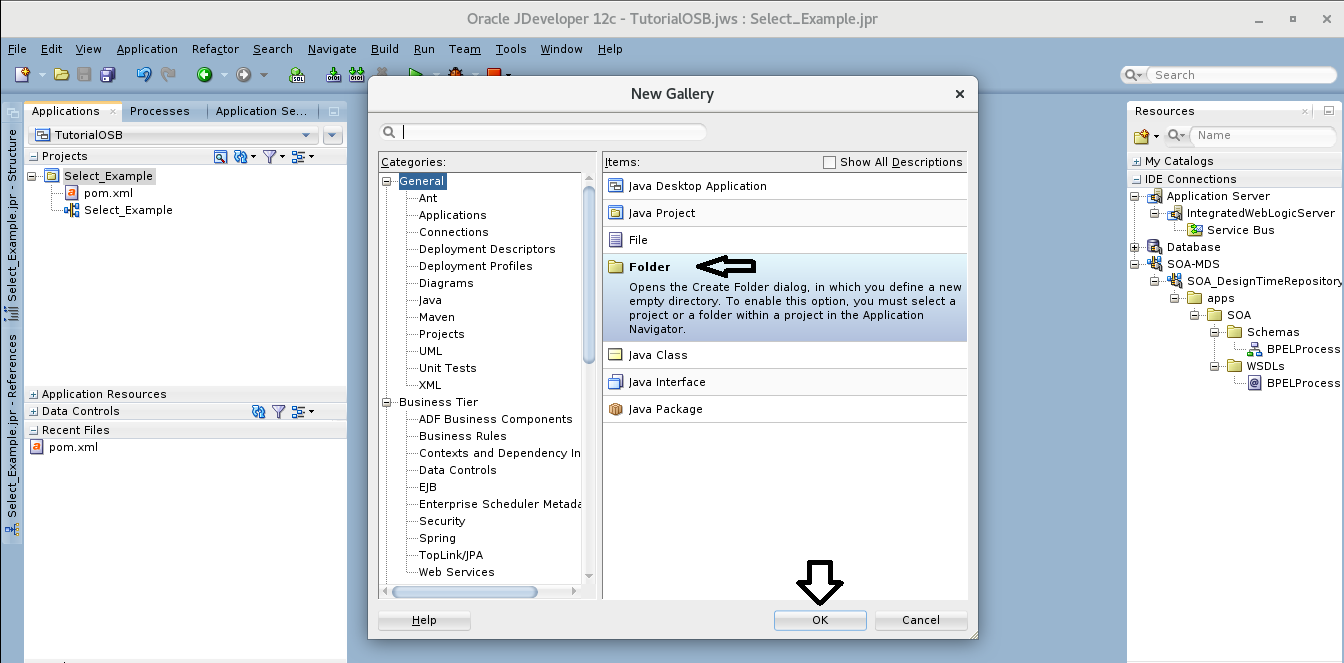 Oracle JDeveloper 12c - TutorialOSB.jws : Select_Example.jpr
File Edit View Application Refactor Search Navigate Build Run Team Tools Window Help
Search
Select_Example.jpr - Structure
Select_Example.jpr - References
Applications
Processes
Application Se...
TutorialOSB
Projects
Select_Example
pom.xml
Select_Example
Application Resources
Data Controls
Recent Files
pom.xml
New Gallery
Categories:
General
Ant
Applications
Connections
Deployment Descriptors
Deployment Profiles
Diagrams
Java
Maven
Projects
UML
Unit Tests
XML
Business Tier
ADF Business Components
Business Rules
Contexts and Dependency In
Data Controls
EJB
Enterprise Scheduler Metada
Security
Spring
TopLink/JPA
Web Services
Items:
Show All Descriptions
Java Desktop Application
Java Project
File
Folder
Opens the Create Folder dialog, in which you define a new
empty directory. To enable this option, you must select a
project or a folder within a project in the Application
Navigator.
Java Class
Java Interface
Java Package
Help
OK
Cancel
Resources
Name
My Catalogs
IDE Connections
Application Server
IntegratedWebLogicServer
Service Bus
Database
SOA-MDS
SOA_DesignTimeRepository
apps
SOA
Schemas
BPELProcess
WSDLs
BPELProcess